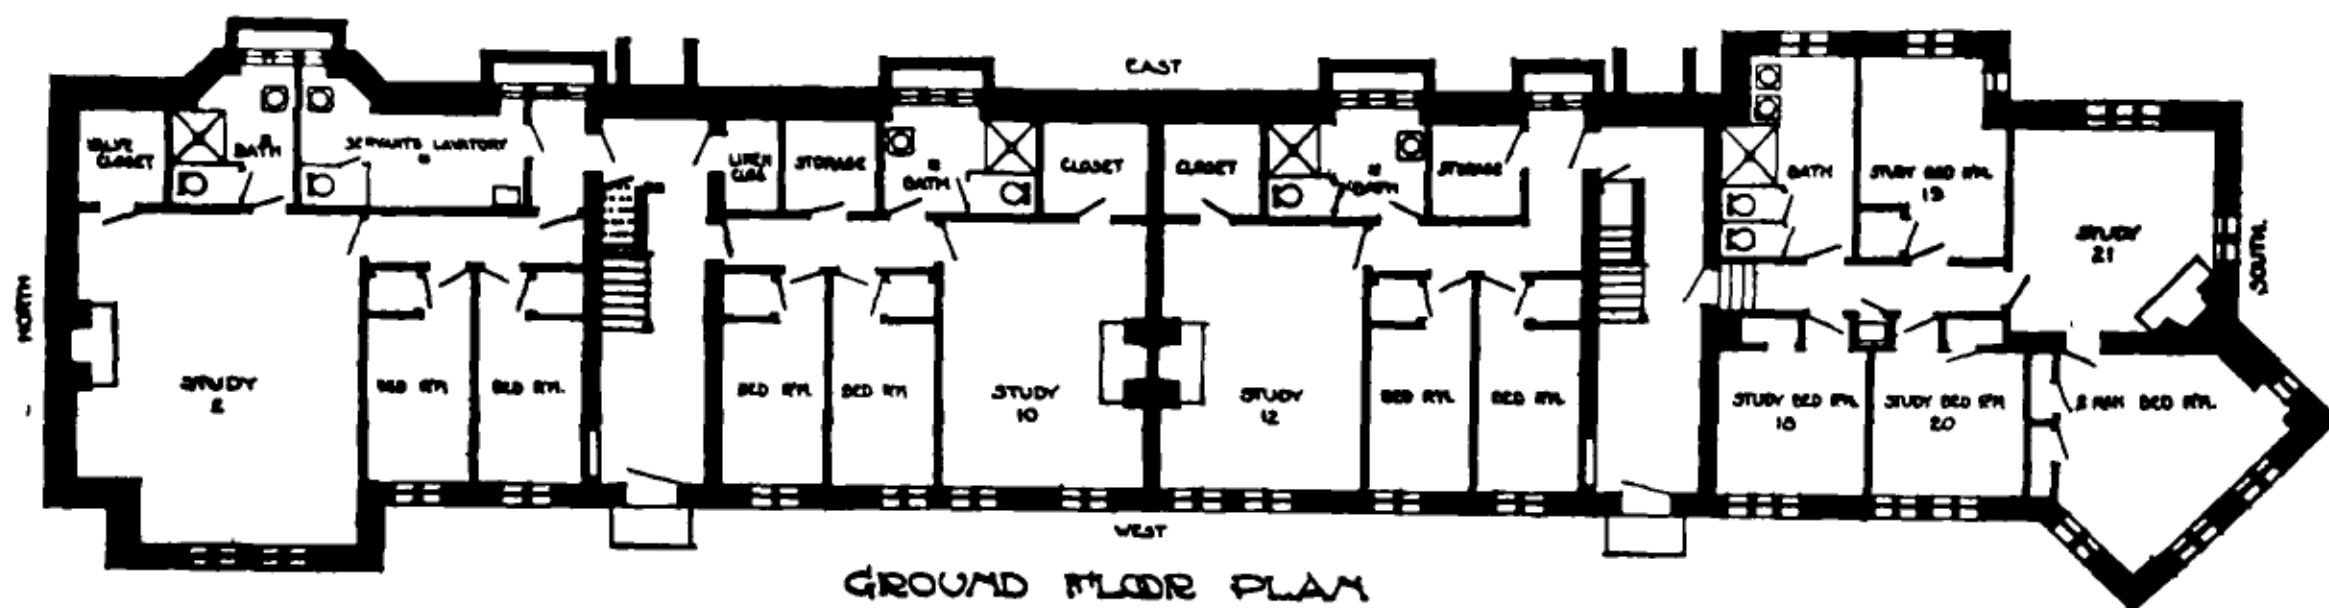 EAST
VALVE
CLOSET
BATH
SERVANTS LAVATORY
LINEN
CLOS.
STORAGE
BATH
CLOSET
CLOSET
BATH
STORAGE
BATH
STUDY BED RM.
19
STUDY
21
NORTH
SOUTH.
STUDY
2
BED RM.
BED RM.
BED RM.
BED RM.
STUDY
10
STUDY
12
BED RM.
BED RM.
STUDY BED RM.
18
STUDY BED RM
20
2 MAN BED RM.
WEST
GROUND FLOOR PLAN